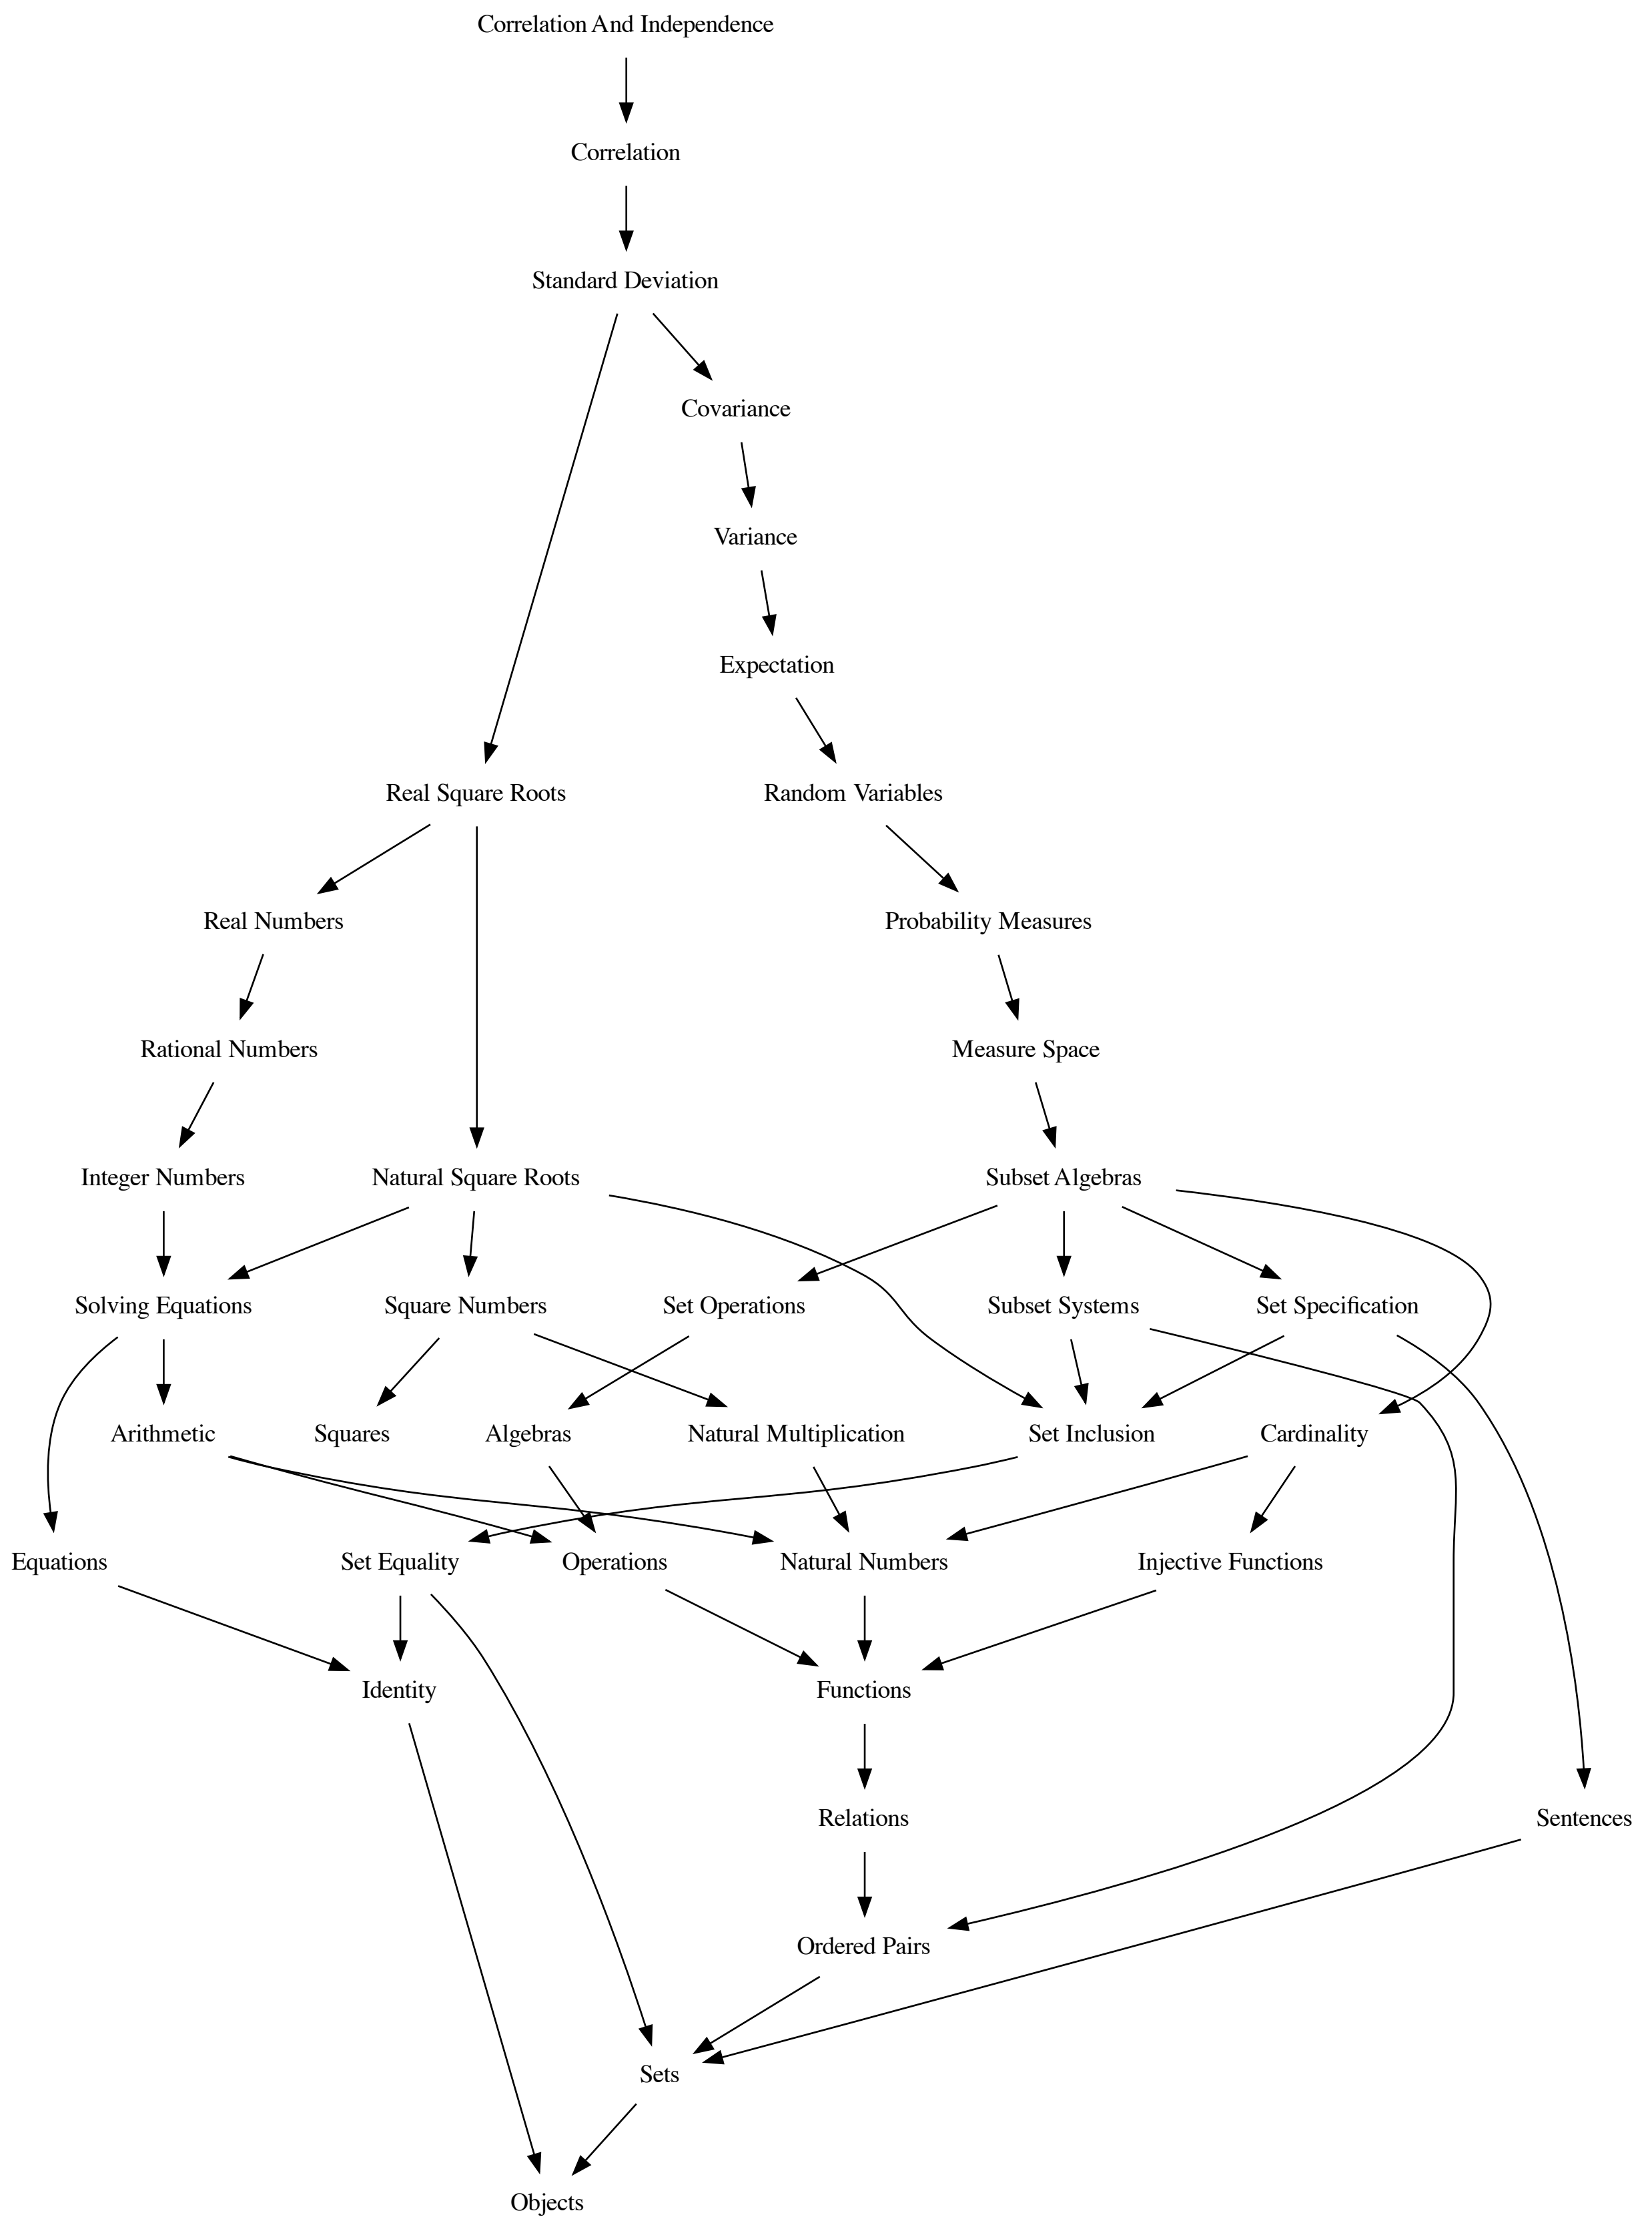 Correlation And Independence
Correlation
Standard Deviation
Covariance
Variance
Expectation
Real Square Roots
Random Variables
Real Numbers
Probability Measures
Rational Numbers
Measure Space
Integer Numbers
Natural Square Roots
Subset Algebras
Solving Equations
Square Numbers
Set Operations
Subset Systems
Set Specification
Arithmetic
Squares
Algebras
Natural Multiplication
Set Inclusion
Cardinality
Equations
Set Equality
Operations
Natural Numbers
Injective Functions
Identity
Functions
Relations
Sentences
Ordered Pairs
Sets
Objects